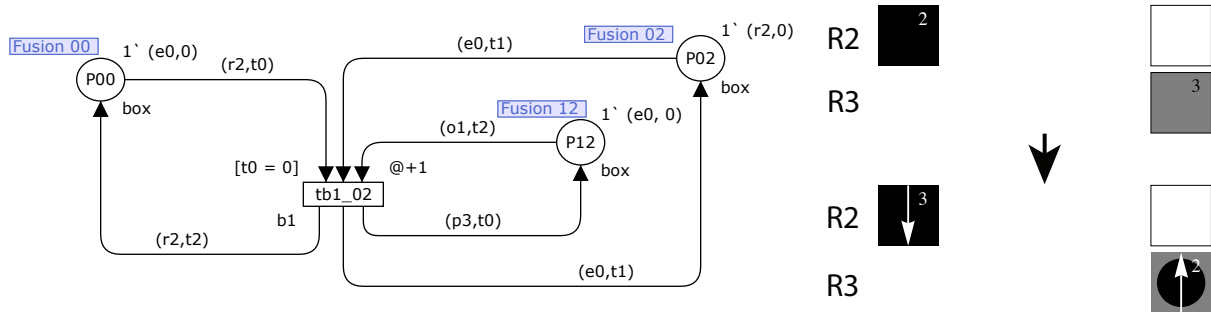 Fusion 00
1` (e0,0)
P00
box
(r2,t0)
(e0,t1)
Fusion 02
1` (r2,0)
P02
box
Fusion 12
1` (e0, 0)
(o1,t2)
P12
box
[t0 = 0]
@+1
tb1_02
b1
(p3,t0)
(r2,t2)
(e0,t1)
R2
2
R3
3
R2
3
R3
2